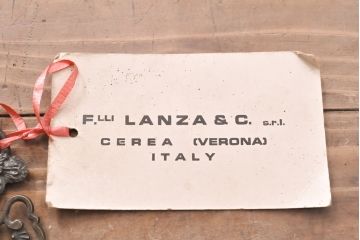 F.LLI LANZA & C. s.r.l.
CEREA (VERONA)
ITALY